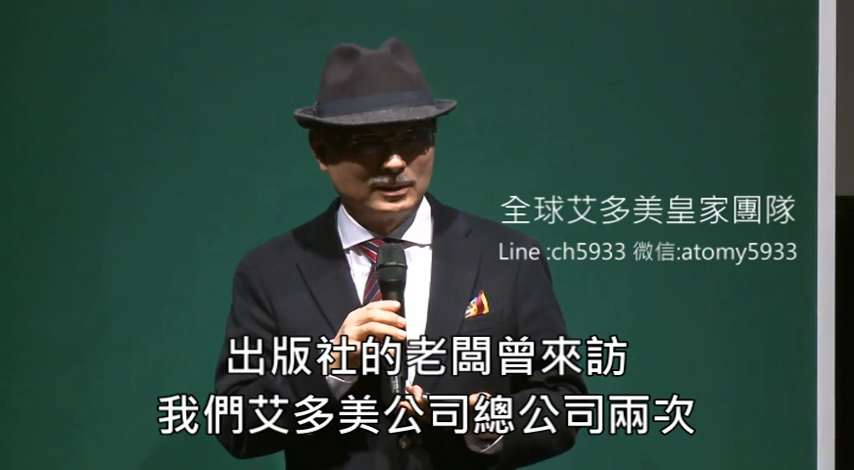 全球艾多美皇家團隊
Line :ch5933 微信:atomy5933
出版社的老闆曾來訪
我們艾多美公司總公司兩次